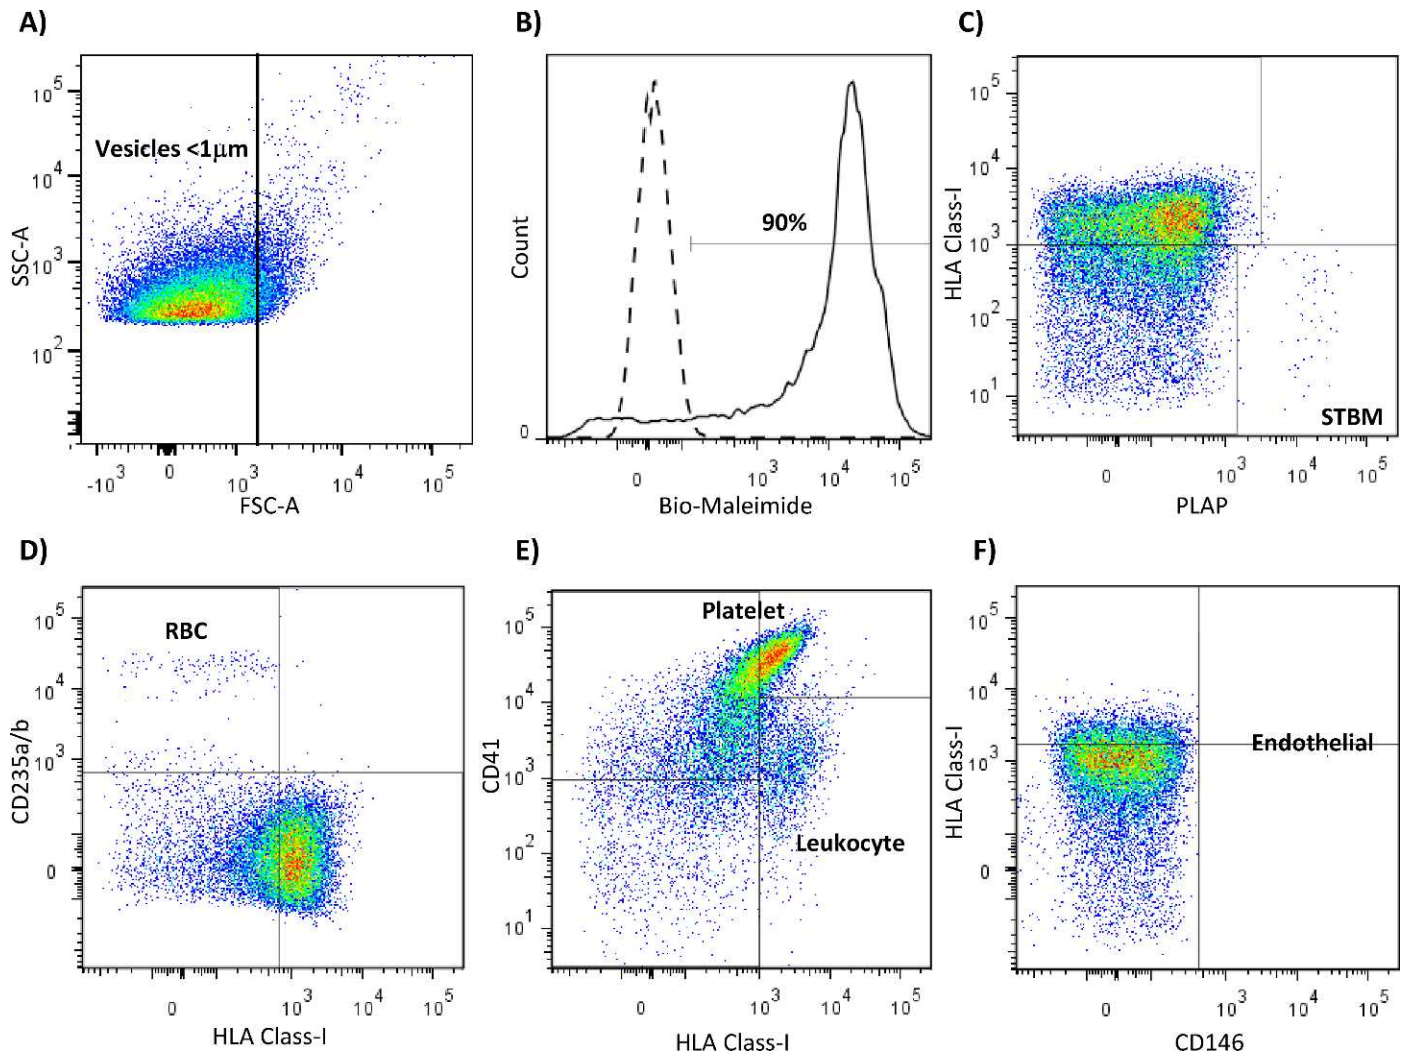 A)
10^5
10^4
10^3
10^2
SSC-A
Vesicles <1μm
-10^3 0 10^3 10^4 10^5
FSC-A
B)
Count
0
90%
0 10^3 10^4 10^5
Bio-Maleimide
C)
10^5
10^4
10^3
10^2
10^1
HLA Class-I
STBM
0 10^3 10^4 10^5
PLAP
D)
10^5
10^4
10^3
0
CD235a/b
RBC
0 10^3 10^4 10^5
HLA Class-I
E)
10^5
10^4
10^3
10^2
10^1
CD41
Platelet
Leukocyte
0 10^3 10^4 10^5
HLA Class-I
F)
10^5
10^4
10^3
0
HLA Class-I
Endothelial
0 10^3 10^4 10^5
CD146